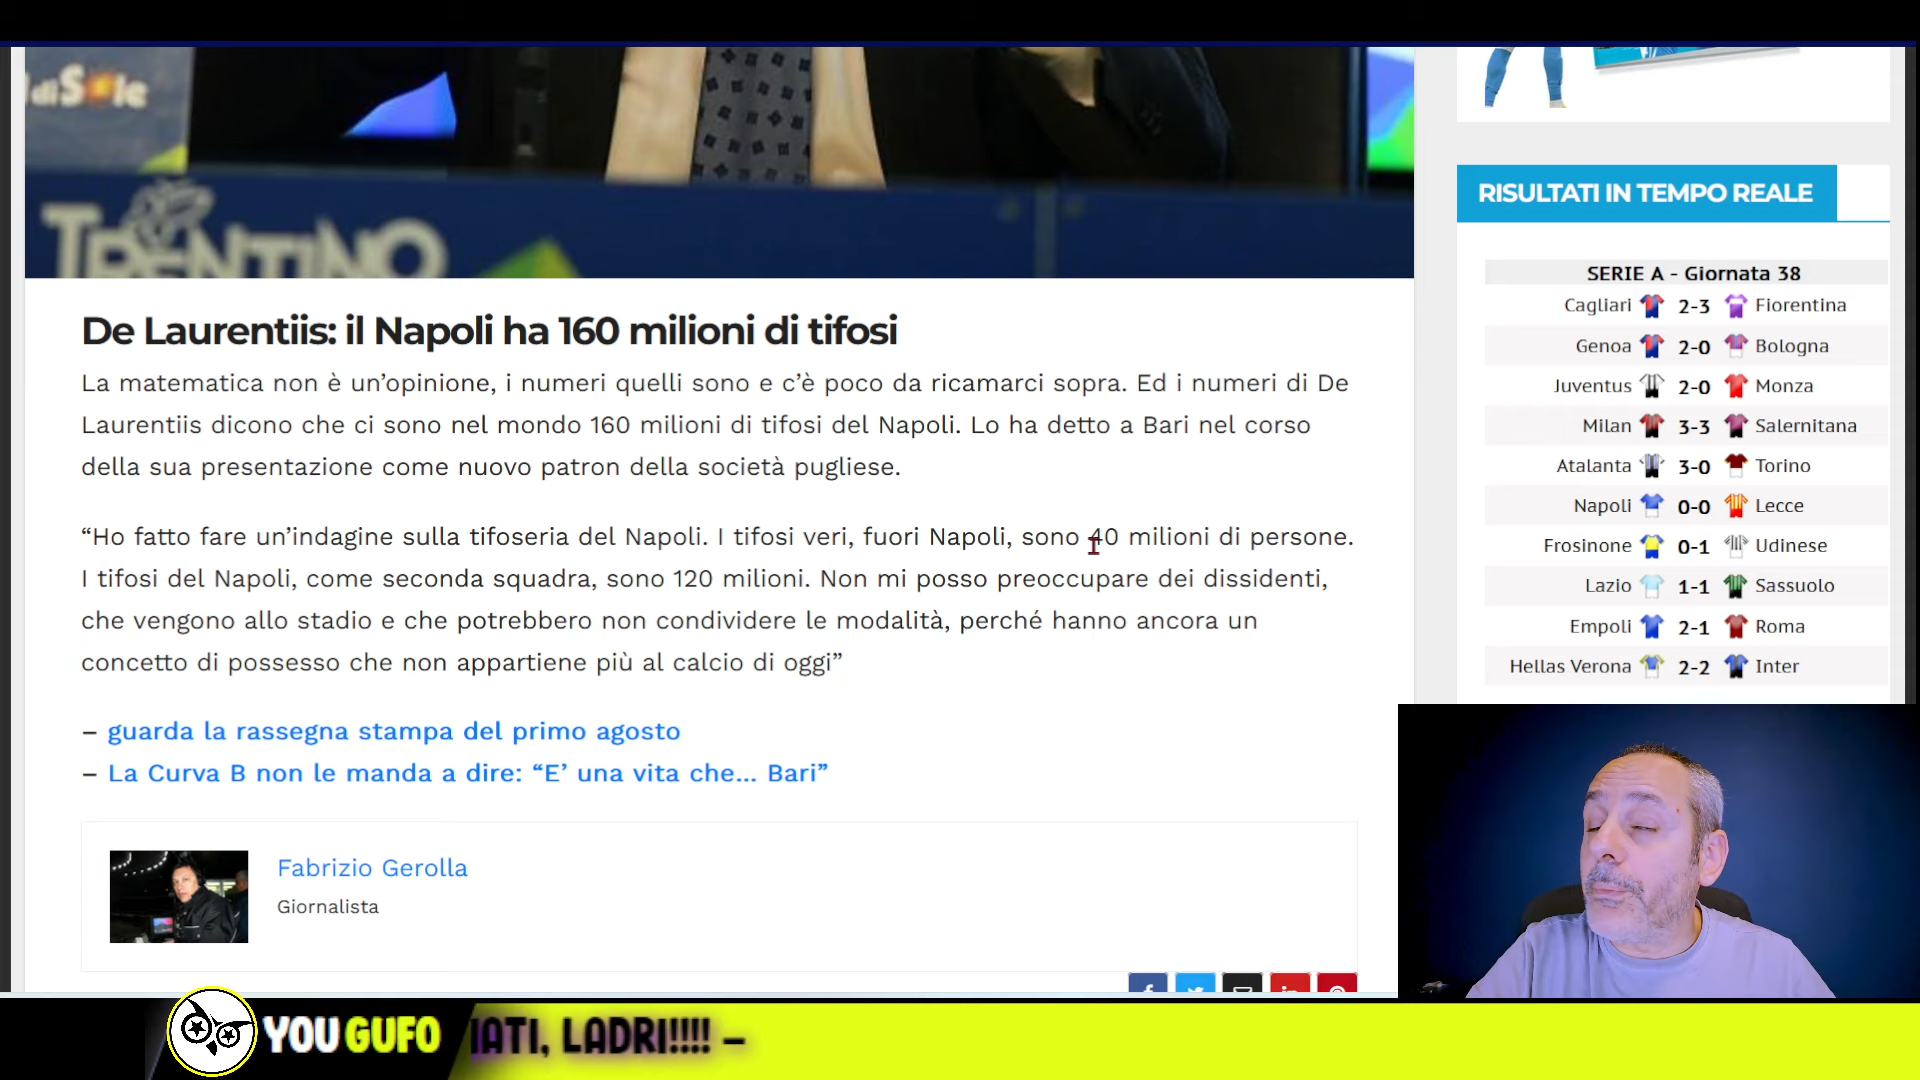 diSole
TRENTINO
RISULTATI IN TEMPO REALE
SERIE A - Giornata 38
Cagliari 2-3 Fiorentina
Genoa 2-0 Bologna
Juventus 2-0 Monza
Milan 3-3 Salernitana
Atalanta 3-0 Torino
Napoli 0-0 Lecce
Frosinone 0-1 Udinese
Lazio 1-1 Sassuolo
Empoli 2-1 Roma
Hellas Verona 2-2 Inter
De Laurentiis: il Napoli ha 160 milioni di tifosi
La matematica non è un’opinione, i numeri quelli sono e c’è poco da ricamarci sopra. Ed i numeri di De
Laurentiis dicono che ci sono nel mondo 160 milioni di tifosi del Napoli. Lo ha detto a Bari nel corso
della sua presentazione come nuovo patron della società pugliese.
“Ho fatto fare un’indagine sulla tifoseria del Napoli. I tifosi veri, fuori Napoli, sono 40 milioni di persone.
I tifosi del Napoli, come seconda squadra, sono 120 milioni. Non mi posso preoccupare dei dissidenti,
che vengono allo stadio e che potrebbero non condividere le modalità, perché hanno ancora un
concetto di possesso che non appartiene più al calcio di oggi”
– guarda la rassegna stampa del primo agosto
– La Curva B non le manda a dire: “E’ una vita che… Bari”
Fabrizio Gerolla
Giornalista
YOU GUFO
IATI, LADRI!!!! –